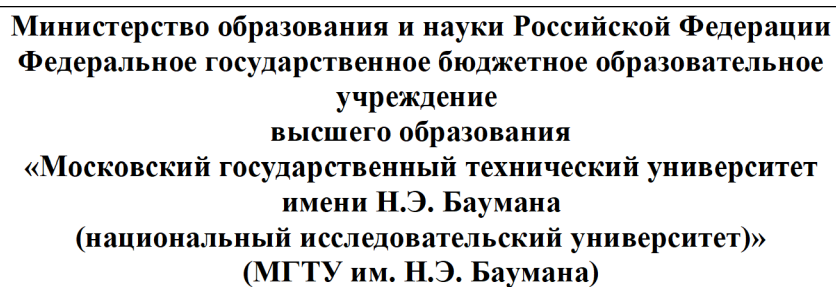 Министерство образования и науки Российской Федерации
Федеральное государственное бюджетное образовательное
учреждение
высшего образования
«Московский государственный технический университет
имени Н.Э. Баумана
(национальный исследовательский университет)»
(МГТУ им. Н.Э. Баумана)